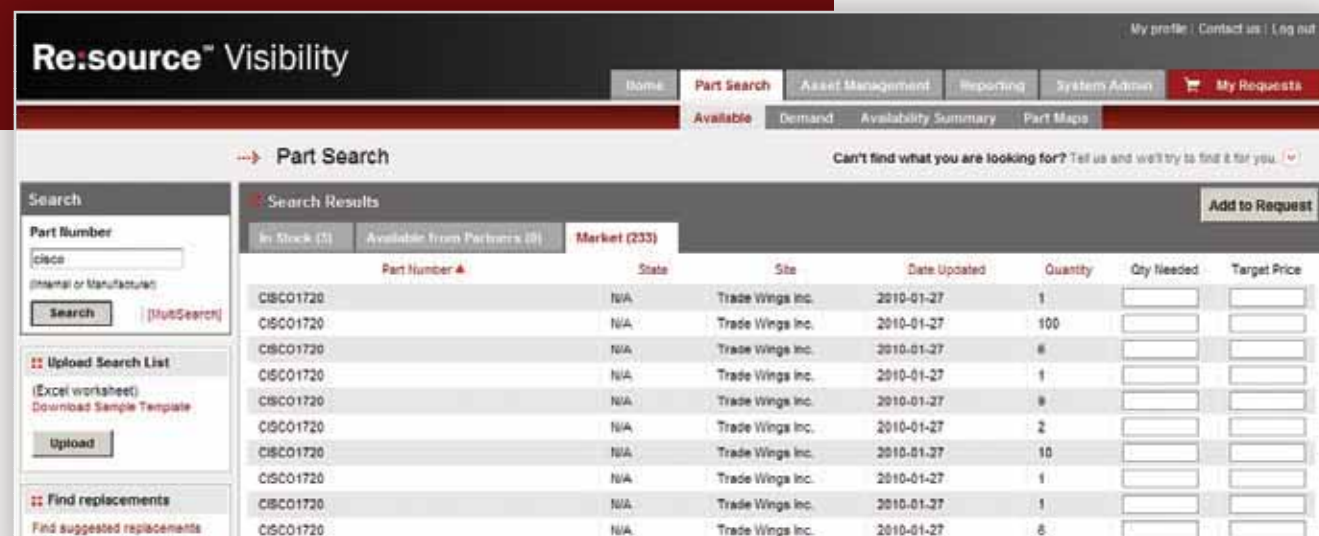 My profile | Contact us | Log out
Re:source™ Visibility
Home Part Search Asset Management Reporting System Admin My Requests
Available Demand Availability Summary Part Maps
Part Search
Can't find what you are looking for? Tell us and we'll try to find it for you.
Search
Part Number
cisco
(Internal or Manufacturer)
Search [MultiSearch]
Upload Search List
(Excel worksheet)
Download Sample Template
Upload
Find replacements
Find suggested replacements
Search Results
Add to Request
In Stock (5) Available from Partners (0) Market (233)
Part Number State Site Date Updated Quantity Qty Needed Target Price
CISCO1720 N/A Trade Wings Inc. 2010-01-27 1
CISCO1720 N/A Trade Wings Inc. 2010-01-27 100
CISCO1720 N/A Trade Wings Inc. 2010-01-27 6
CISCO1720 N/A Trade Wings Inc. 2010-01-27 1
CISCO1720 N/A Trade Wings Inc. 2010-01-27
CISCO1720 N/A Trade Wings Inc. 2010-01-27 2
CISCO1720 N/A Trade Wings Inc. 2010-01-27 10
CISCO1720 N/A Trade Wings Inc. 2010-01-27 1
CISCO1720 N/A Trade Wings Inc. 2010-01-27 1
CISCO1720 N/A Trade Wings Inc. 2010-01-27 6